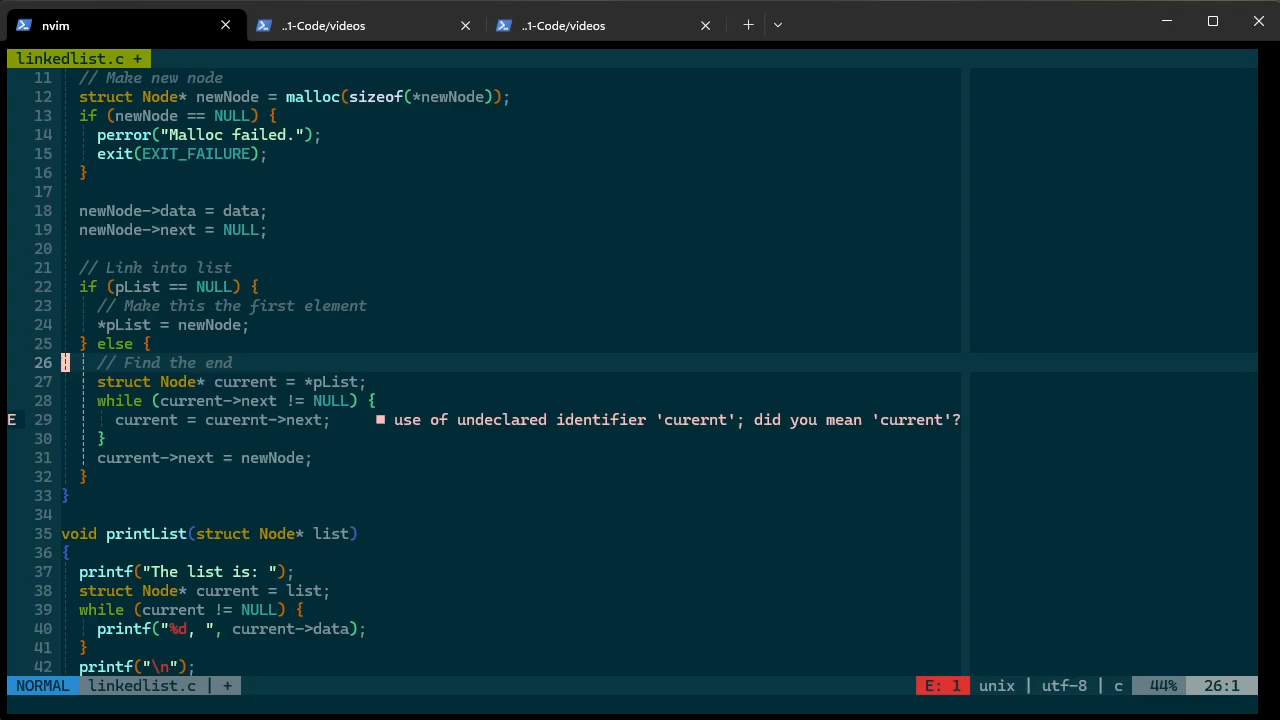 nvim
..1-Code/videos
..1-Code/videos
linkedlist.c +
11 // Make new node
12 struct Node* newNode = malloc(sizeof(*newNode));
13 if (newNode == NULL) {
14 perror("Malloc failed.");
15 exit(EXIT_FAILURE);
16 }
17
18 newNode->data = data;
19 newNode->next = NULL;
20
21 // Link into list
22 if (pList == NULL) {
23 // Make this the first element
24 *pList = newNode;
25 } else {
26 // Find the end
27 struct Node* current = *pList;
28 while (current->next != NULL) {
E 29 current = curernt->next; ■ use of undeclared identifier 'curernt'; did you mean 'current'?
30 }
31 current->next = newNode;
32 }
33 }
34
35 void printList(struct Node* list)
36 {
37 printf("The list is: ");
38 struct Node* current = list;
39 while (current != NULL) {
40 printf("%d, ", current->data);
41 }
42 printf("\n");
NORMAL linkedlist.c | + E: 1 unix | utf-8 | c 44% 26:1